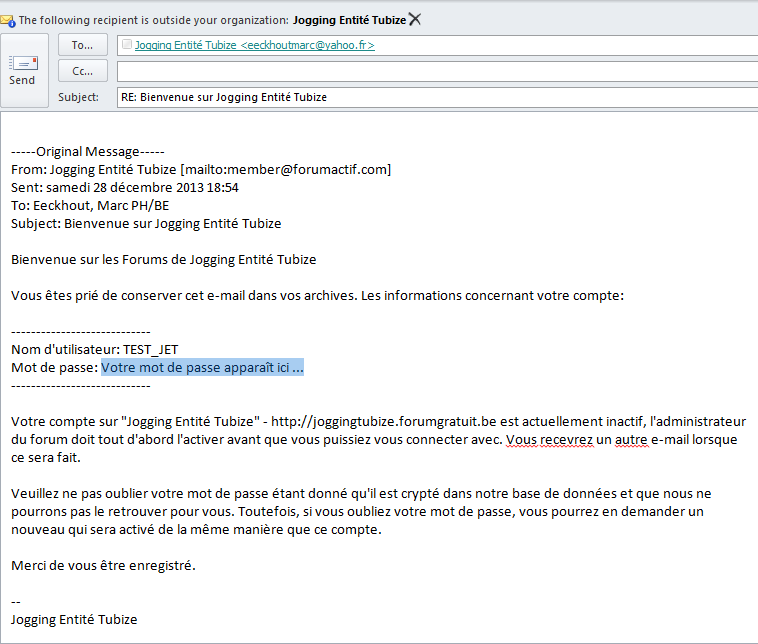 The following recipient is outside your organization: Jogging Entité Tubize
To...
Jogging Entité Tubize <eeckhoutmarc@yahoo.fr>
Cc...
Send
Subject:
RE: Bienvenue sur Jogging Entité Tubize
-----Original Message-----
From: Jogging Entité Tubize [mailto:member@forumactif.com]
Sent: samedi 28 décembre 2013 18:54
To: Eeckhout, Marc PH/BE
Subject: Bienvenue sur Jogging Entité Tubize
Bienvenue sur les Forums de Jogging Entité Tubize
Vous êtes prié de conserver cet e-mail dans vos archives. Les informations concernant votre compte:
----------------------------
Nom d'utilisateur: TEST_JET
Mot de passe: Votre mot de passe apparaît ici ...
----------------------------
Votre compte sur "Jogging Entité Tubize" - http://joggingtubize.forumgratuit.be est actuellement inactif, l'administrateur
du forum doit tout d'abord l'activer avant que vous puissiez vous connecter avec. Vous recevrez un autre e-mail lorsque
ce sera fait.
Veuillez ne pas oublier votre mot de passe étant donné qu'il est crypté dans notre base de données et que nous ne
pourrons pas le retrouver pour vous. Toutefois, si vous oubliez votre mot de passe, vous pourrez en demander un
nouveau qui sera activé de la même manière que ce compte.
Merci de vous être enregistré.
--
Jogging Entité Tubize